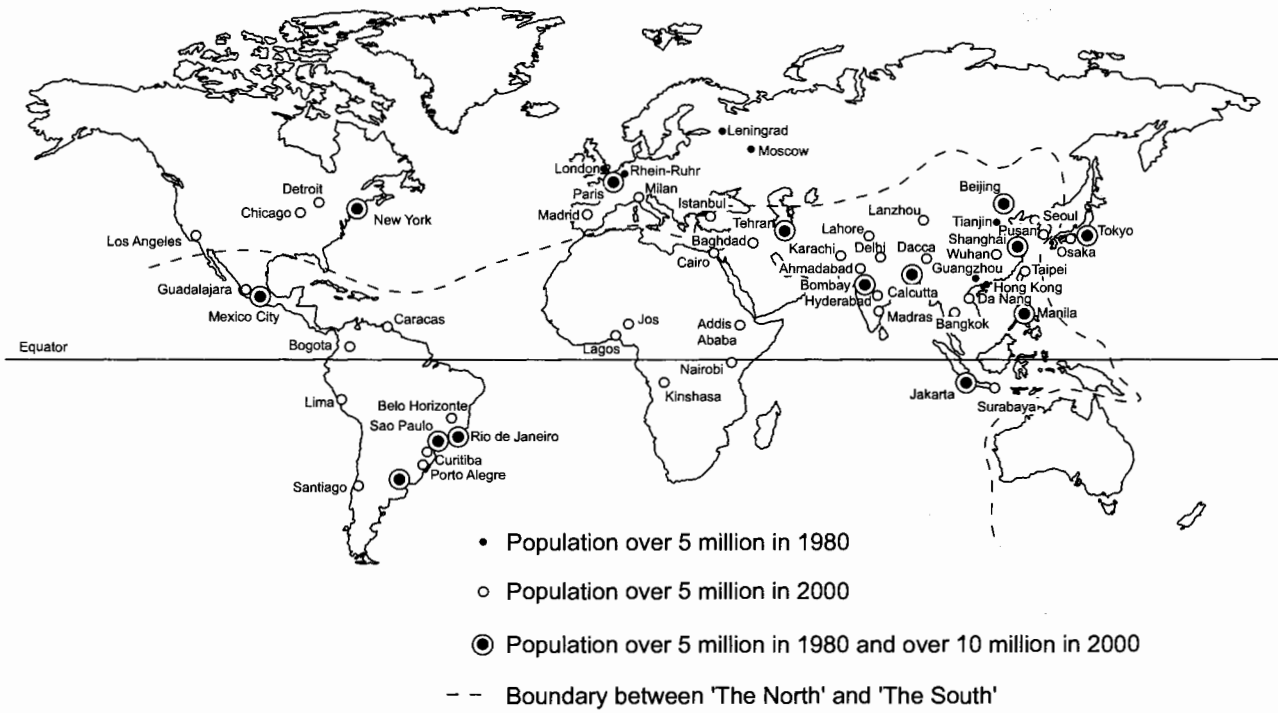 Leningrad
Moscow
London
Rhein-Ruhr
Paris
Milan
Detroit
Chicago
New York
Madrid
Istanbul
Beijing
Lanzhou
Tianjin
Seoul
Los Angeles
Tehran
Lahore
Pusan
Tokyo
Baghdad
Karachi
Delhi
Dacca
Shanghai
Wuhan
Osaka
Cairo
Ahmadabad
Guangzhou
Taipei
Guadalajara
Bombay
Calcutta
Hong Kong
Hyderabad
Da Nang
Mexico City
Madras
Bangkok
Manila
Caracas
Jos
Addis
Ababa
Equator
Bogota
Lagos
Nairobi
Kinshasa
Jakarta
Surabaya
Lima
Belo Horizonte
Sao Paulo
Rio de Janeiro
Curitiba
Porto Alegre
Santiago
Population over 5 million in 1980
Population over 5 million in 2000
Population over 5 million in 1980 and over 10 million in 2000
Boundary between 'The North' and 'The South'